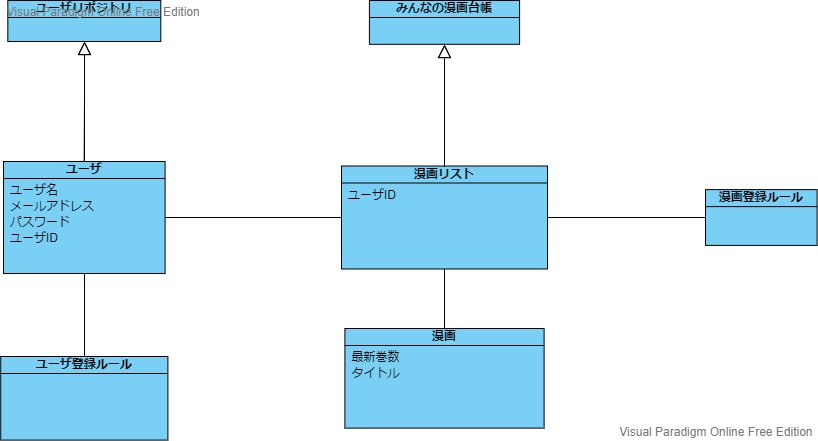 ユーザリポジトリ
Visual Paradigm Online Free Edition
みんなの漫画台帳
ユーザ
ユーザ名
メールアドレス
パスワード
ユーザID
漫画リスト
ユーザID
漫画登録ルール
ユーザ登録ルール
漫画
最新巻数
タイトル
Visual Paradigm Online Free Edition